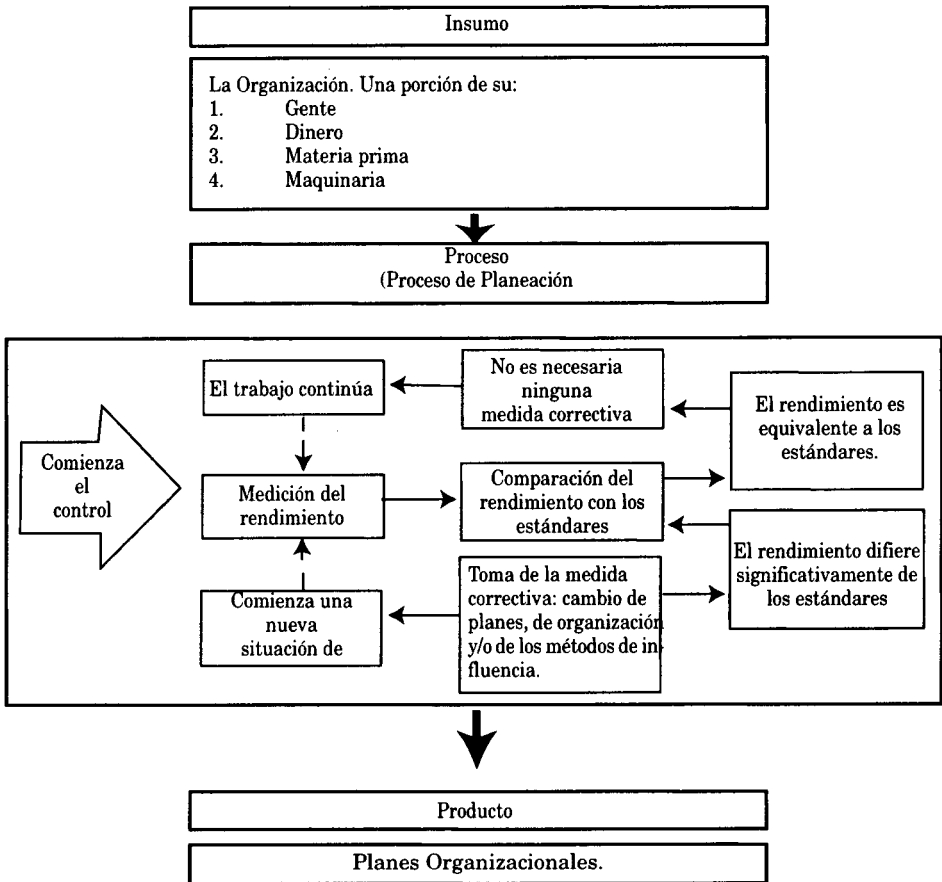 Insumo
La Organización. Una porción de su:
1. Gente
2. Dinero
3. Materia prima
4. Maquinaria
Proceso
(Proceso de Planeación
Comienza
el
control
El trabajo continúa
No es necesaria
ninguna
medida correctiva
El rendimiento es
equivalente a los
estándares.
Medición del
rendimiento
Comparación del
rendimiento con los
estándares
El rendimiento difiere
significativamente de
los estándares
Comienza una
nueva
situación de
Toma de la medida
correctiva: cambio de
planes, de organización
y/o de los métodos de in
fluencia.
Producto
Planes Organizacionales.